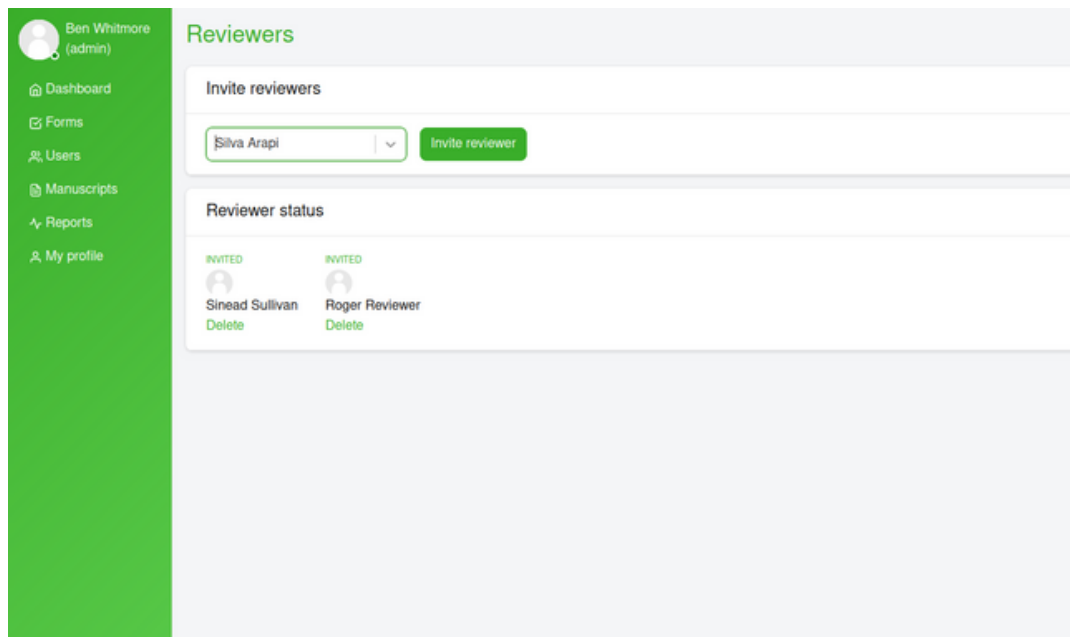 Ben Whitmore
(admin)
Dashboard
Forms
Users
Manuscripts
Reports
My profile
Reviewers
Invite reviewers
Silva Arapi
Invite reviewer
Reviewer status
INVITED INVITED
Sinead Sullivan Roger Reviewer
Delete Delete